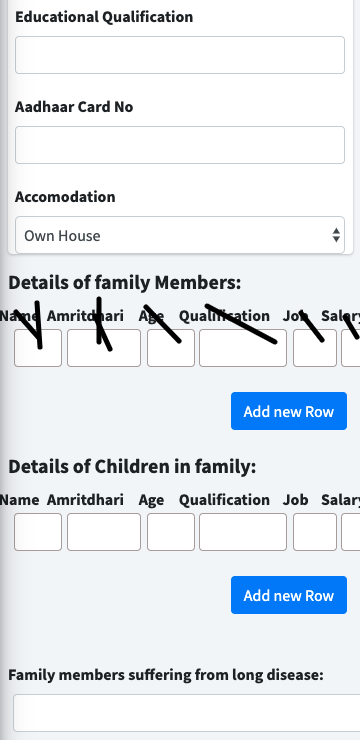 Educational Qualification
Aadhaar Card No
Accomodation
Own House
Details of family Members:
Name Amritdhari Age Qualification Job Salary
Add new Row
Details of Children in family:
Name Amritdhari Age Qualification Job Salary
Add new Row
Family members suffering from long disease: